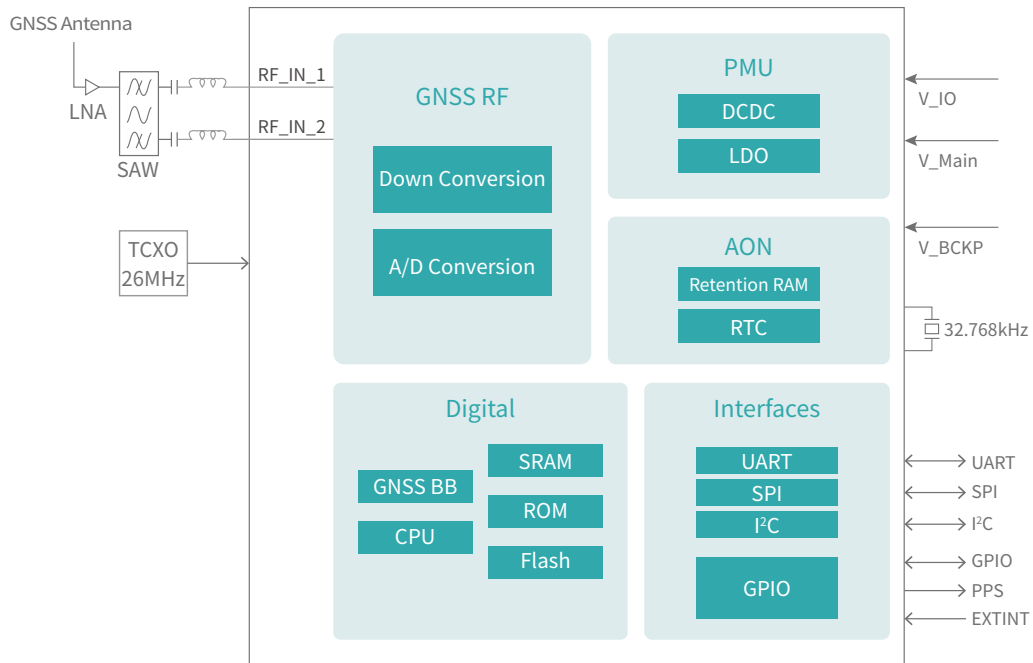 GNSS Antenna
LNA
SAW
RF_IN_1
RF_IN_2
TCXO
26MHz
GNSS RF
Down Conversion
A/D Conversion
PMU
DCDC
LDO
AON
Retention RAM
RTC
V_IO
V_Main
V_BCKP
32.768kHz
Digital
GNSS BB
CPU
SRAM
ROM
Flash
Interfaces
UART
SPI
I²C
GPIO
UART
SPI
I²C
GPIO
PPS
EXTINT